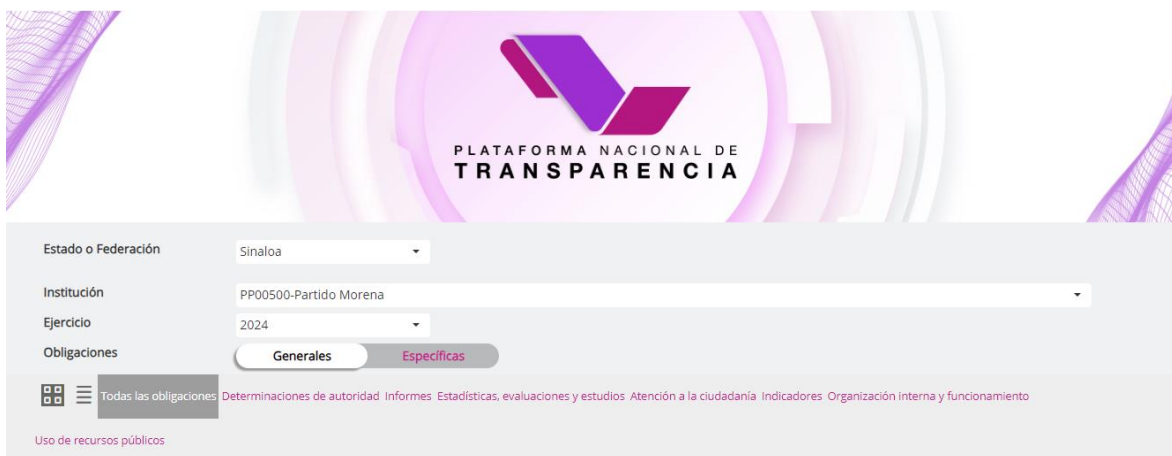 PLATAFORMA NACIONAL DE
TRANSPARENCIA
Estado o Federación Sinaloa
Institución PP00500-Partido Morena
Ejercicio 2024
Obligaciones Generales Específicas
Todas las obligaciones Determinaciones de autoridad Informes Estadísticas, evaluaciones y estudios Atención a la ciudadanía Indicadores Organización interna y funcionamiento
Uso de recursos públicos